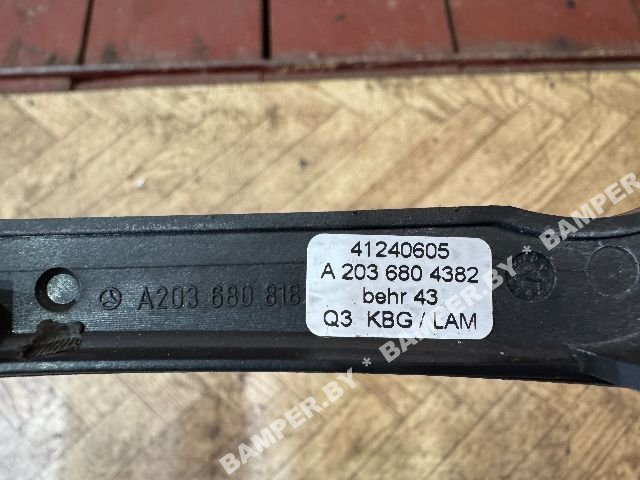 41240605
A 203 680 4382
behr 43
Q3 KBG / LAM
A203 680 818
BAMPER.BY * BAMPER.BY * BAMPER.BY